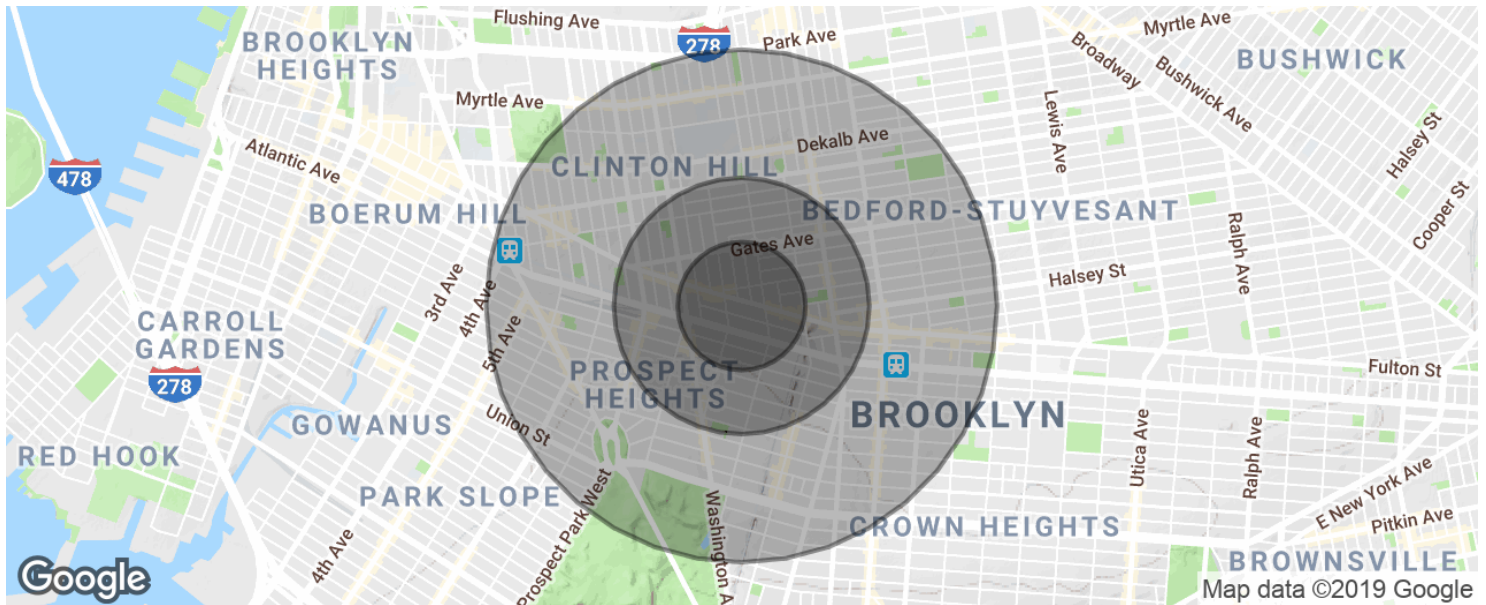 Flushing Ave
Myrtle Ave
BROOKLYN
HEIGHTS
278
Park Ave
Broadway
BUSHWICK
Bushwick Ave
Myrtle Ave
Lewis Ave
Halsey St
Atlantic Ave
Dekalb Ave
CLINTON HILL
478
Cooper St
BOERUM HILL
BEDFORD-STUYVESANT
Ralph Ave
Gates Ave
3rd Ave
4th Ave
Halsey St
CARROLL
GARDENS
5th Ave
PROSPECT
HEIGHTS
Fulton St
278
Union St
BROOKLYN
GOWANUS
Utica Ave
Ralph Ave
RED HOOK
PARK SLOPE
Prospect Park West
Washington A
CROWN HEIGHTS
E New York Ave
Pitkin Ave
4th Ave
BROWNSVILLE
Google
Map data ©2019 Google